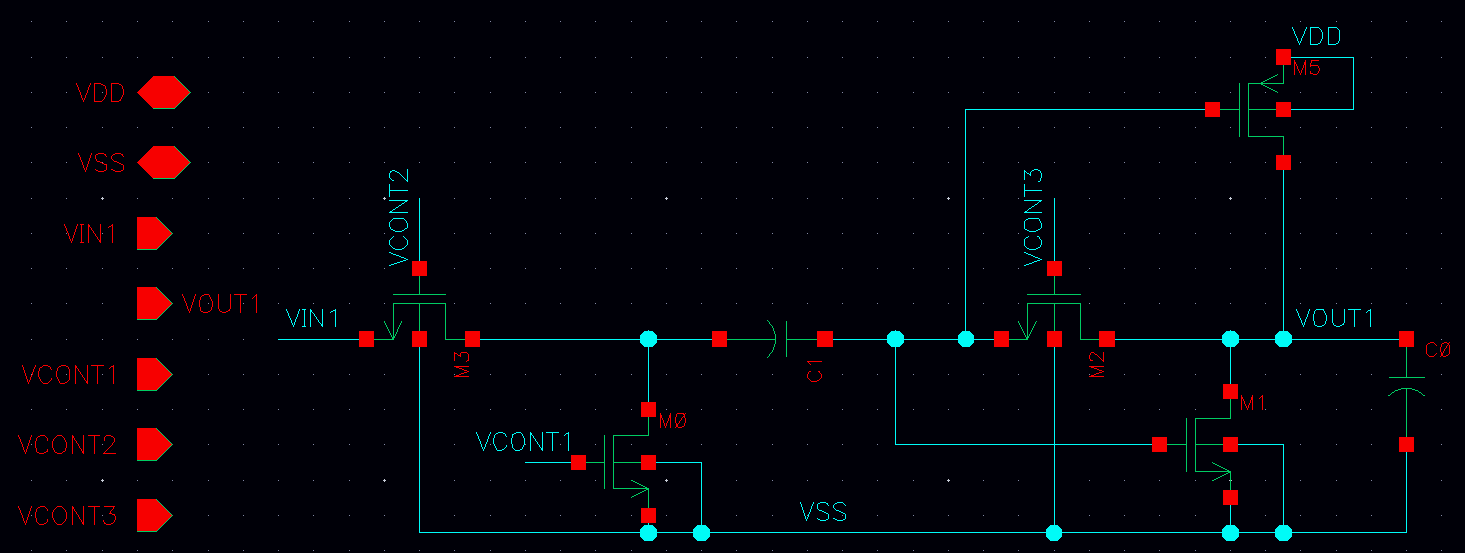 VDD
VSS
VIN1
VOUT1
VCONT1
VCONT2
VCONT3
VIN1
VCONT2
M3
VCONT1
MØ
C1
VSS
VCONT3
M2
VDD
M5
VOUT1
M1
CØ